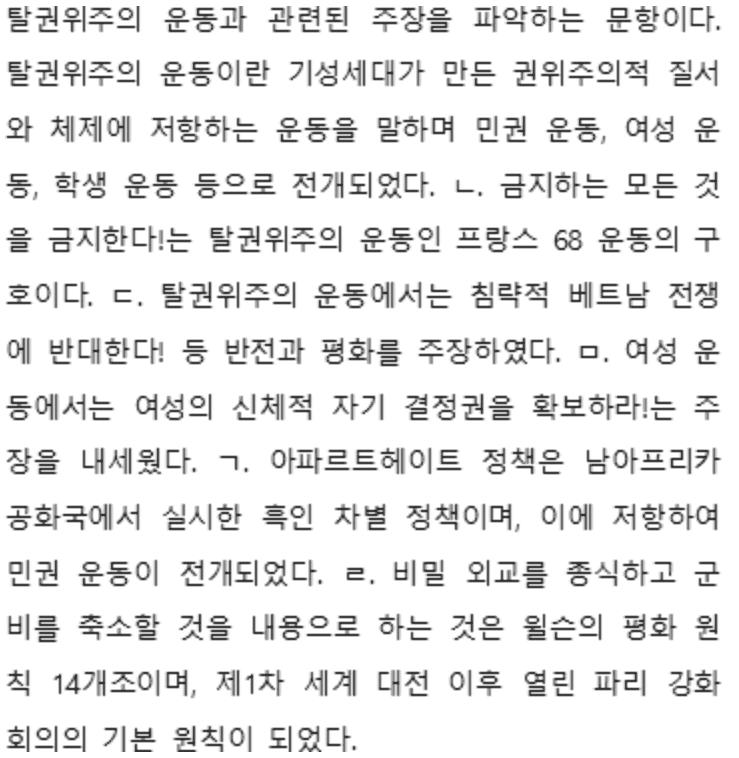 탈권위주의 운동과 관련된 주장을 파악하는 문항이다.
탈권위주의 운동이란 기성세대가 만든 권위주의적 질서
와 체제에 저항하는 운동을 말하며 민권 운동, 여성 운
동, 학생 운동 등으로 전개되었다. ㄴ. 금지하는 모든 것
을 금지한다!는 탈권위주의 운동인 프랑스 68 운동의 구
호이다. ㄷ. 탈권위주의 운동에서는 침략적 베트남 전쟁
에 반대한다! 등 반전과 평화를 주장하였다. ㅁ. 여성 운
동에서는 여성의 신체적 자기 결정권을 확보하라!는 주
장을 내세웠다. ㄱ. 아파르트헤이트 정책은 남아프리카
공화국에서 실시한 흑인 차별 정책이며, 이에 저항하여
민권 운동이 전개되었다. ㄹ. 비밀 외교를 종식하고 군
비를 축소할 것을 내용으로 하는 것은 윌슨의 평화 원
칙 14개조이며, 제1차 세계 대전 이후 열린 파리 강화
회의의 기본 원칙이 되었다.